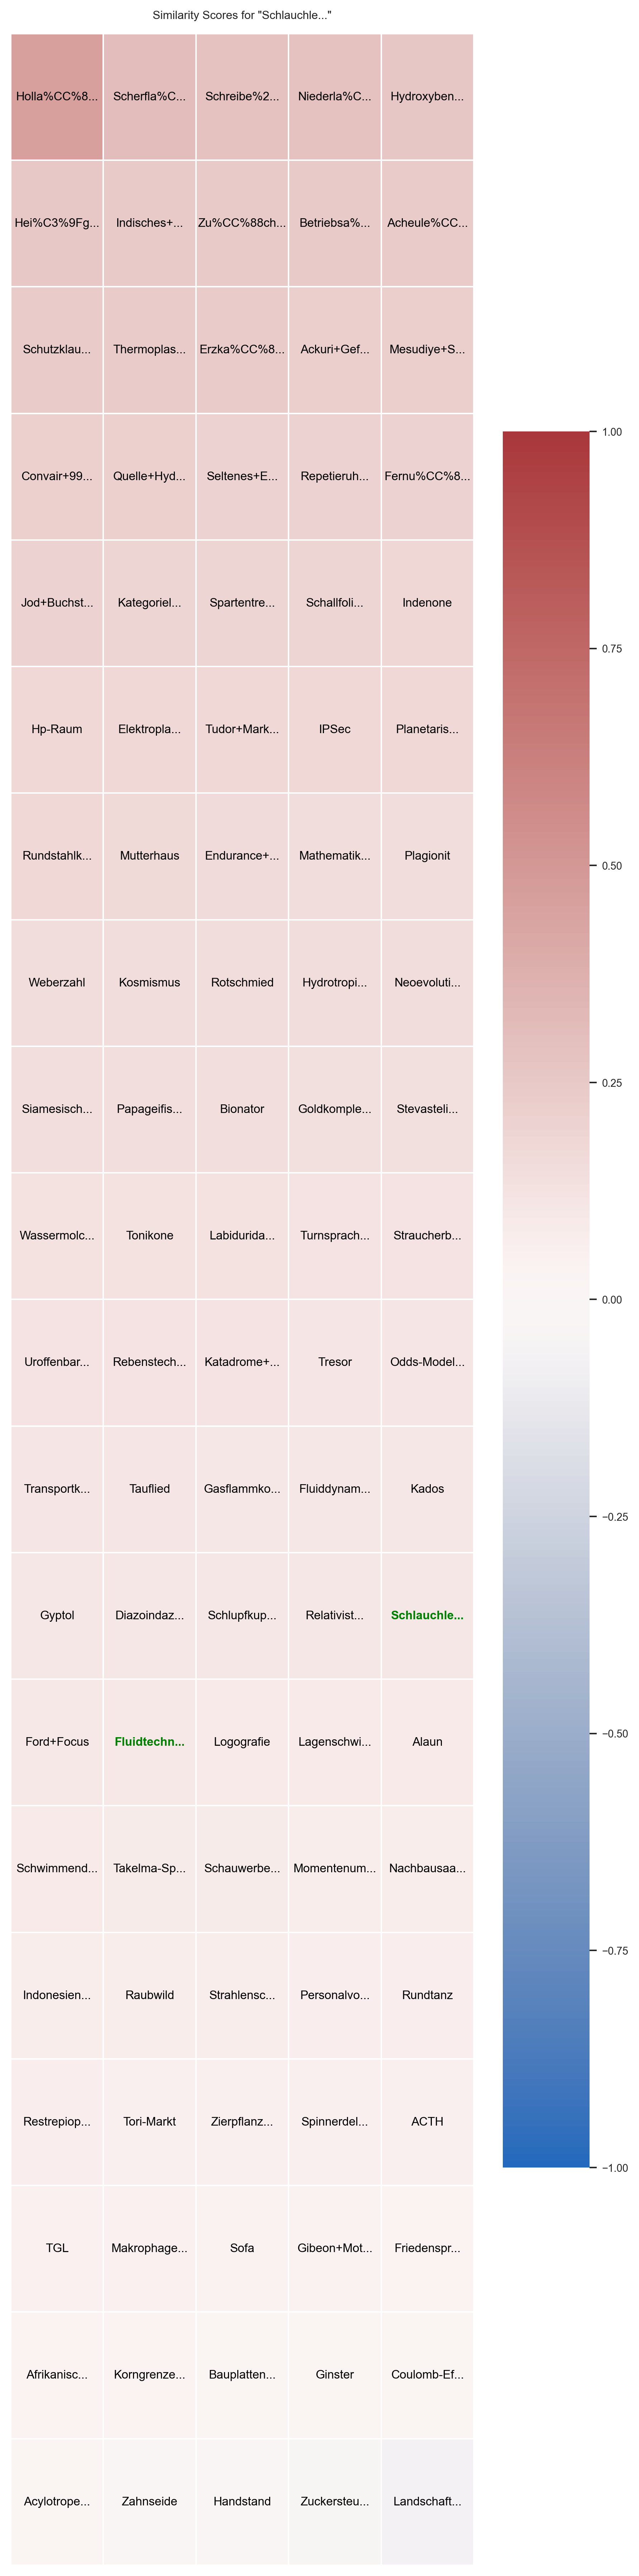 Similarity Scores for "Schlauchle..."
Holla%CC%8... Scherfla%C... Schreibe%2... Niederla%C... Hydroxyben...
Hei%C3%9Fg... Indisches+... Zu%CC%88ch... Betriebsa%... Acheule%CC...
Schutzklau... Thermoplas... Erzka%CC%8... Ackuri+Gef... Mesudiye+S...
1.00
Convair+99... Quelle+Hyd... Seltenes+E... Repetieruh... Fernu%CC%8...
Jod+Buchst... Kategoriel... Spartentre... Schallfoli... Indenone
0.75
Hp-Raum Elektropla... Tudor+Mark... IPSec Planetaris...
Rundstahlk... Mutterhaus Endurance+... Mathematik... Plagionit
0.50
Weberzahl Kosmismus Rotschmied Hydrotropi... Neoevoluti...
0.25
Siamesisch... Papageifis... Bionator Goldkomple... Stevasteli...
Wassermolc... Tonikone Labidurida... Turnsprach... Straucherb...
0.00
Uroffenbar... Rebenstech... Katadrome+... Tresor Odds-Model...
Transportk... Tauflied Gasflammko... Fluiddynam... Kados
−0.25
Gyptol Diazoindaz... Schlupfkup... Relativist... Schlauchle...
−0.50
Ford+Focus Fluidtechn... Logografie Lagenschwi... Alaun
Schwimmend... Takelma-Sp... Schauwerbe... Momentenum... Nachbausaa...
−0.75
Indonesien... Raubwild Strahlensc... Personalvo... Rundtanz
Restrepiop... Tori-Markt Zierpflanz... Spinnerdel... ACTH
−1.00
TGL Makrophage... Sofa Gibeon+Mot... Friedenspr...
Afrikanisc... Korngrenze... Bauplatten... Ginster Coulomb-Ef...
Acylotrope... Zahnseide Handstand Zuckersteu... Landschaft...